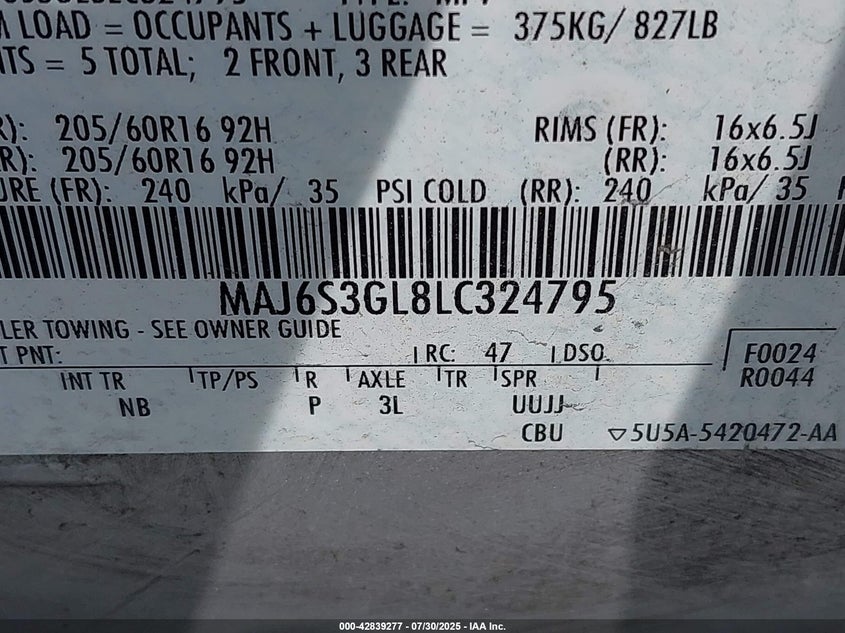 LOAD = OCCUPANTS + LUGGAGE = 375KG/ 827LB
= 5 TOTAL; 2 FRONT, 3 REAR
205/60R16 92H RIMS (FR): 16x6.5J
205/60R16 92H (RR): 16x6.5J
(FR): 240 kPa/ 35 PSI COLD (RR): 240 kPa/ 35
MAJ6S3GL8LC324795
TOWING - SEE OWNER GUIDE
PNT: RC: 47 DSO F0024
INT TR TP/PS R AXLE TR SPR R0044
NB P 3L UUJJ
CBU ▽5U5A-5420472-AA
000-42839277 - 07/30/2025 - IAA Inc.